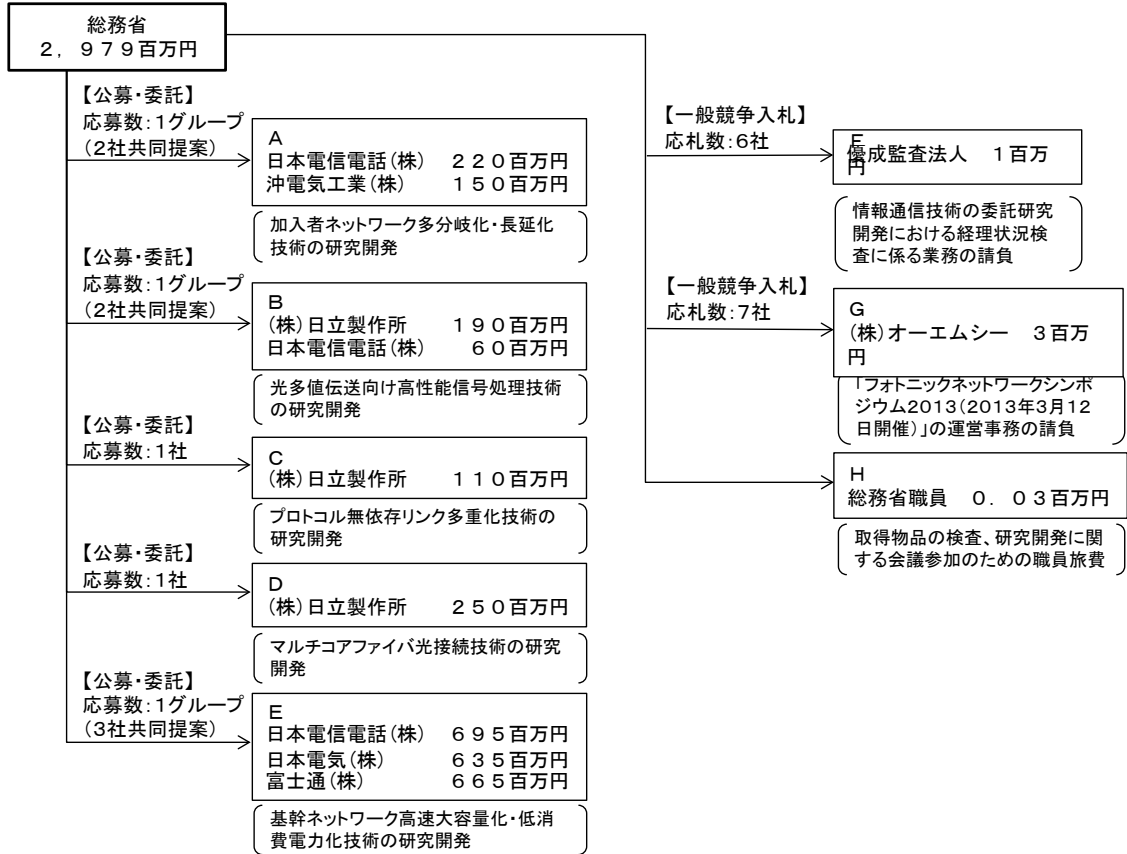 総務省
２，９７９百万円
【公募・委託】
応募数：１グループ
（２社共同提案）
A
日本電信電話（株）　２２０百万円
沖電気工業（株）　１５０百万円
加入者ネットワーク多分岐化・長延化
技術の研究開発
【公募・委託】
応募数：１グループ
（２社共同提案）
B
（株）日立製作所　１９０百万円
日本電信電話（株）　６０百万円
光多値伝送向け高性能信号処理技術
の研究開発
【公募・委託】
応募数：１社
C
（株）日立製作所　１１０百万円
プロトコル無依存リンク多重化技術の
研究開発
【公募・委託】
応募数：１社
D
（株）日立製作所　２５０百万円
マルチコアファイバ光接続技術の研究
開発
【公募・委託】
応募数：１グループ
（３社共同提案）
E
日本電信電話（株）　６９５百万円
日本電気（株）　６３５百万円
富士通（株）　６６５百万円
基幹ネットワーク高速大容量化・低消
費電力化技術の研究開発
【一般競争入札】
応札数：６社
優成監査法人　１百万
円
情報通信技術の委託研究
開発における経理状況検
査に係る業務の請負
【一般競争入札】
応札数：７社
G
（株）オーエムシー　３百万
円
「フォトニックネットワークシンポ
ジウム2013（2013年3月12
日開催）」の運営事務の請負
H
総務省職員　０．０３百万円
取得物品の検査、研究開発に関
する会議参加のための職員旅費